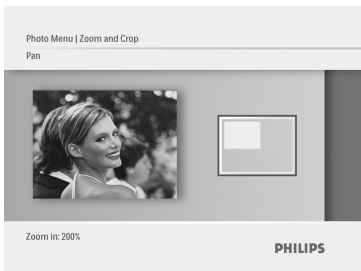 Photo Menu | Zoom and Crop
Pan
Zoom in: 200%
PHILIPS